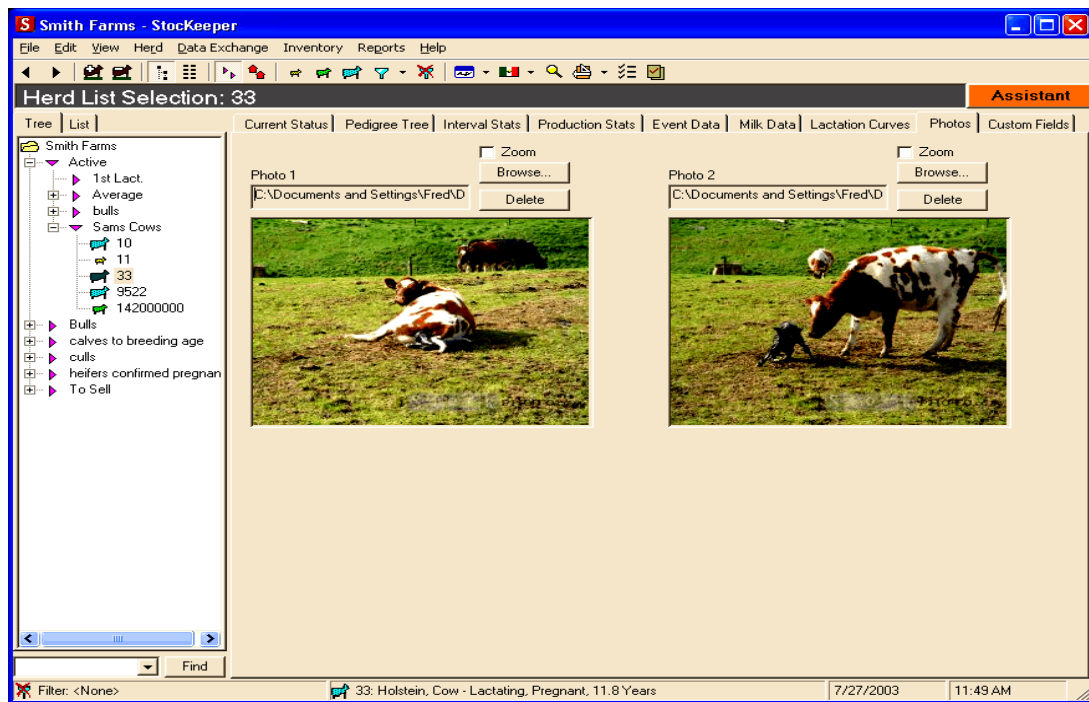 S Smith Farms - StocKeeper
File Edit View Herd Data Exchange Inventory Reports Help
Herd List Selection: 33
Assistant
Tree List
Current Status Pedigree Tree Interval Stats Production Stats Event Data Milk Data Lactation Curves Photos Custom Fields
Smith Farms
Active
1st Lact.
Average
bulls
Sams Cows
10
11
33
9522
142000000
Bulls
calves to breeding age
culls
heifers confirmed pregnan
To Sell
Find
Zoom
Photo 1
Browse...
C:\Documents and Settings\Fred\D
Delete
Zoom
Photo 2
Browse...
C:\Documents and Settings\Fred\D
Delete
Filter: <None>
33: Holstein, Cow - Lactating, Pregnant, 11.8 Years
7/27/2003
11:49 AM